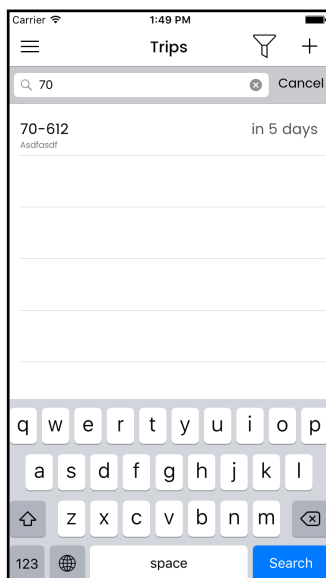 Carrier 1:49 PM
Trips
70 Cancel
70-612 in 5 days
Asdfasdf
q w e r t y u i o p
a s d f g h j k l
z x c v b n m
123 space Search